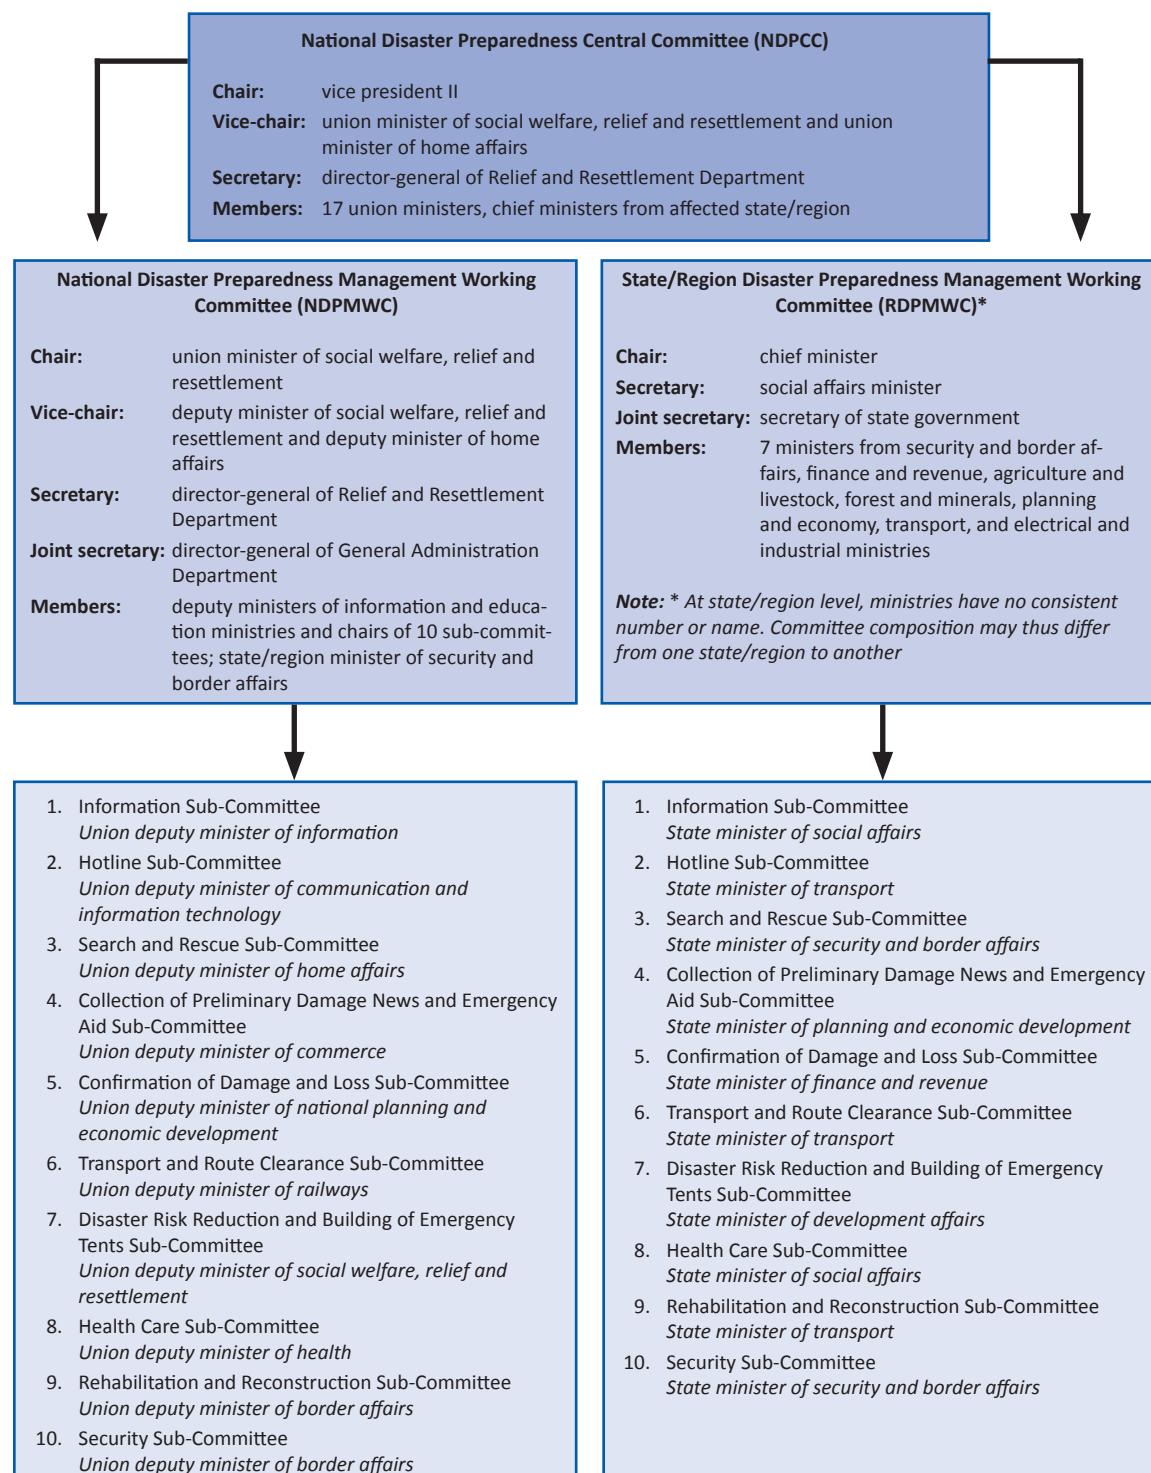 National Disaster Preparedness Central Committee (NDPCC)
Chair: vice president II
Vice-chair: union minister of social welfare, relief and resettlement and union
minister of home affairs
Secretary: director-general of Relief and Resettlement Department
Members: 17 union ministers, chief ministers from affected state/region
National Disaster Preparedness Management Working
Committee (NDPMWC)
Chair: union minister of social welfare, relief and
resettlement
Vice-chair: deputy minister of social welfare, relief and
resettlement and deputy minister of home
affairs
Secretary: director-general of Relief and Resettlement
Department
Joint secretary: director-general of General Administration
Department
Members: deputy ministers of information and educa-
tion ministries and chairs of 10 sub-commit-
tees; state/region minister of security and
border affairs
State/Region Disaster Preparedness Management Working
Committee (RDPMWC)*
Chair: chief minister
Secretary: social affairs minister
Joint secretary: secretary of state government
Members: 7 ministers from security and border af-
fairs, finance and revenue, agriculture and
livestock, forest and minerals, planning
and economy, transport, and electrical and
industrial ministries
Note: * At state/region level, ministries have no consistent
number or name. Committee composition may thus differ
from one state/region to another
1. Information Sub-Committee
Union deputy minister of information
2. Hotline Sub-Committee
Union deputy minister of communication and
information technology
3. Search and Rescue Sub-Committee
Union deputy minister of home affairs
4. Collection of Preliminary Damage News and Emergency
Aid Sub-Committee
Union deputy minister of commerce
5. Confirmation of Damage and Loss Sub-Committee
Union deputy minister of national planning and
economic development
6. Transport and Route Clearance Sub-Committee
Union deputy minister of railways
7. Disaster Risk Reduction and Building of Emergency
Tents Sub-Committee
Union deputy minister of social welfare, relief and
resettlement
8. Health Care Sub-Committee
Union deputy minister of health
9. Rehabilitation and Reconstruction Sub-Committee
Union deputy minister of border affairs
10. Security Sub-Committee
Union deputy minister of border affairs
1. Information Sub-Committee
State minister of social affairs
2. Hotline Sub-Committee
State minister of transport
3. Search and Rescue Sub-Committee
State minister of security and border affairs
4. Collection of Preliminary Damage News and Emergency
Aid Sub-Committee
State minister of planning and economic development
5. Confirmation of Damage and Loss Sub-Committee
State minister of finance and revenue
6. Transport and Route Clearance Sub-Committee
State minister of transport
7. Disaster Risk Reduction and Building of Emergency
Tents Sub-Committee
State minister of development affairs
8. Health Care Sub-Committee
State minister of social affairs
9. Rehabilitation and Reconstruction Sub-Committee
State minister of transport
10. Security Sub-Committee
State minister of security and border affairs